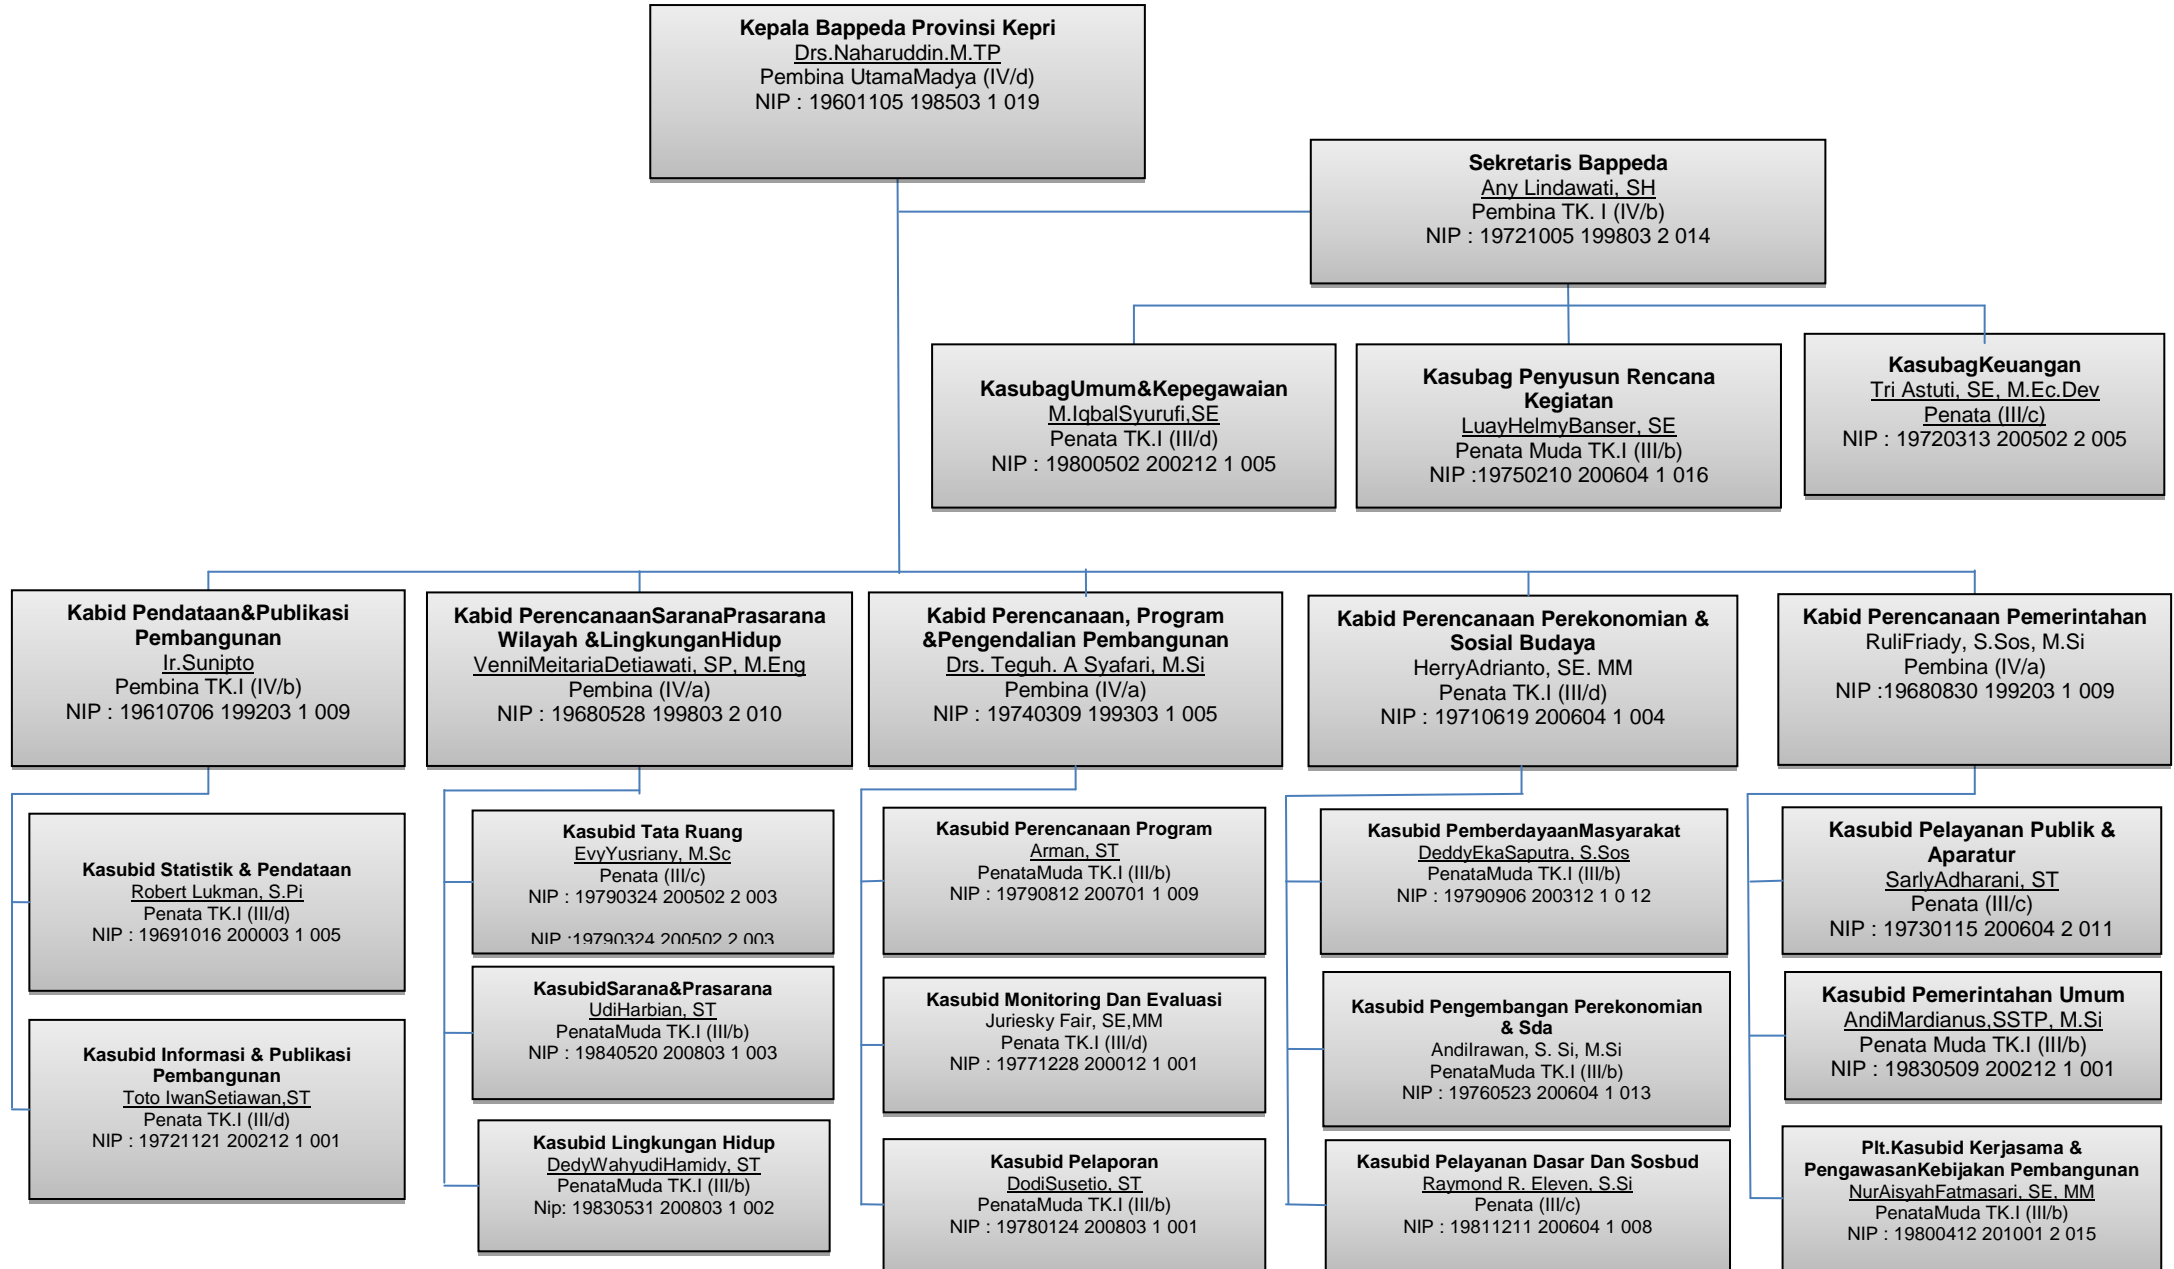 Kepala Bappeda Provinsi Kepri
Drs.Naharuddin.M.TP
Pembina UtamaMadya (IV/d)
NIP : 19601105 198503 1 019
Sekretaris Bappeda
Any Lindawati, SH
Pembina TK. I (IV/b)
NIP : 19721005 199803 2 014
KasubagUmum&Kepegawaian
M.IqbalSyurufi,SE
Penata TK.I (III/d)
NIP : 19800502 200212 1 005
Kasubag Penyusun Rencana
Kegiatan
LuayHelmyBanser, SE
Penata Muda TK.I (III/b)
NIP :19750210 200604 1 016
KasubagKeuangan
Tri Astuti, SE, M.Ec.Dev
Penata (III/c)
NIP : 19720313 200502 2 005
Kabid Pendataan&Publikasi
Pembangunan
Ir.Sunipto
Pembina TK.I (IV/b)
NIP : 19610706 199203 1 009
Kabid PerencanaanSaranaPrasarana
Wilayah &LingkunganHidup
VenniMeitariaDetiawati, SP, M.Eng
Pembina (IV/a)
NIP : 19680528 199803 2 010
Kabid Perencanaan, Program
&Pengendalian Pembangunan
Drs. Teguh. A Syafari, M.Si
Pembina (IV/a)
NIP : 19740309 199303 1 005
Kabid Perencanaan Perekonomian &
Sosial Budaya
HerryAdrianto, SE. MM
Penata TK.I (III/d)
NIP : 19710619 200604 1 004
Kabid Perencanaan Pemerintahan
RuliFriady, S.Sos, M.Si
Pembina (IV/a)
NIP :19680830 199203 1 009
Kasubid Statistik & Pendataan
Robert Lukman, S.Pi
Penata TK.I (III/d)
NIP : 19691016 200003 1 005
Kasubid Informasi & Publikasi
Pembangunan
Toto IwanSetiawan,ST
Penata TK.I (III/d)
NIP : 19721121 200212 1 001
Kasubid Tata Ruang
EvyYusriany, M.Sc
Penata (III/c)
NIP : 19790324 200502 2 003
NIP :19790324 200502 2 003
KasubidSarana&Prasarana
UdiHarbian, ST
PenataMuda TK.I (III/b)
NIP : 19840520 200803 1 003
Kasubid Lingkungan Hidup
DedyWahyudiHamidy, ST
PenataMuda TK.I (III/b)
Nip: 19830531 200803 1 002
Kasubid Perencanaan Program
Arman, ST
PenataMuda TK.I (III/b)
NIP : 19790812 200701 1 009
Kasubid Monitoring Dan Evaluasi
Juriesky Fair, SE,MM
Penata TK.I (III/d)
NIP : 19771228 200012 1 001
Kasubid Pelaporan
DodiSusetio, ST
PenataMuda TK.I (III/b)
NIP : 19780124 200803 1 001
Kasubid PemberdayaanMasyarakat
DeddyEkaSaputra, S.Sos
PenataMuda TK.I (III/b)
NIP : 19790906 200312 1 0 12
Kasubid Pengembangan Perekonomian
& Sda
AndiIrawan, S. Si, M.Si
PenataMuda TK.I (III/b)
NIP : 19760523 200604 1 013
Kasubid Pelayanan Dasar Dan Sosbud
Raymond R. Eleven, S.Si
Penata (III/c)
NIP : 19811211 200604 1 008
Kasubid Pelayanan Publik &
Aparatur
SarlyAdharani, ST
Penata (III/c)
NIP : 19730115 200604 2 011
Kasubid Pemerintahan Umum
AndiMardianus,SSTP, M.Si
Penata Muda TK.I (III/b)
NIP : 19830509 200212 1 001
Plt.Kasubid Kerjasama &
PengawasanKebijakan Pembangunan
NurAisyahFatmasari, SE, MM
PenataMuda TK.I (III/b)
NIP : 19800412 201001 2 015